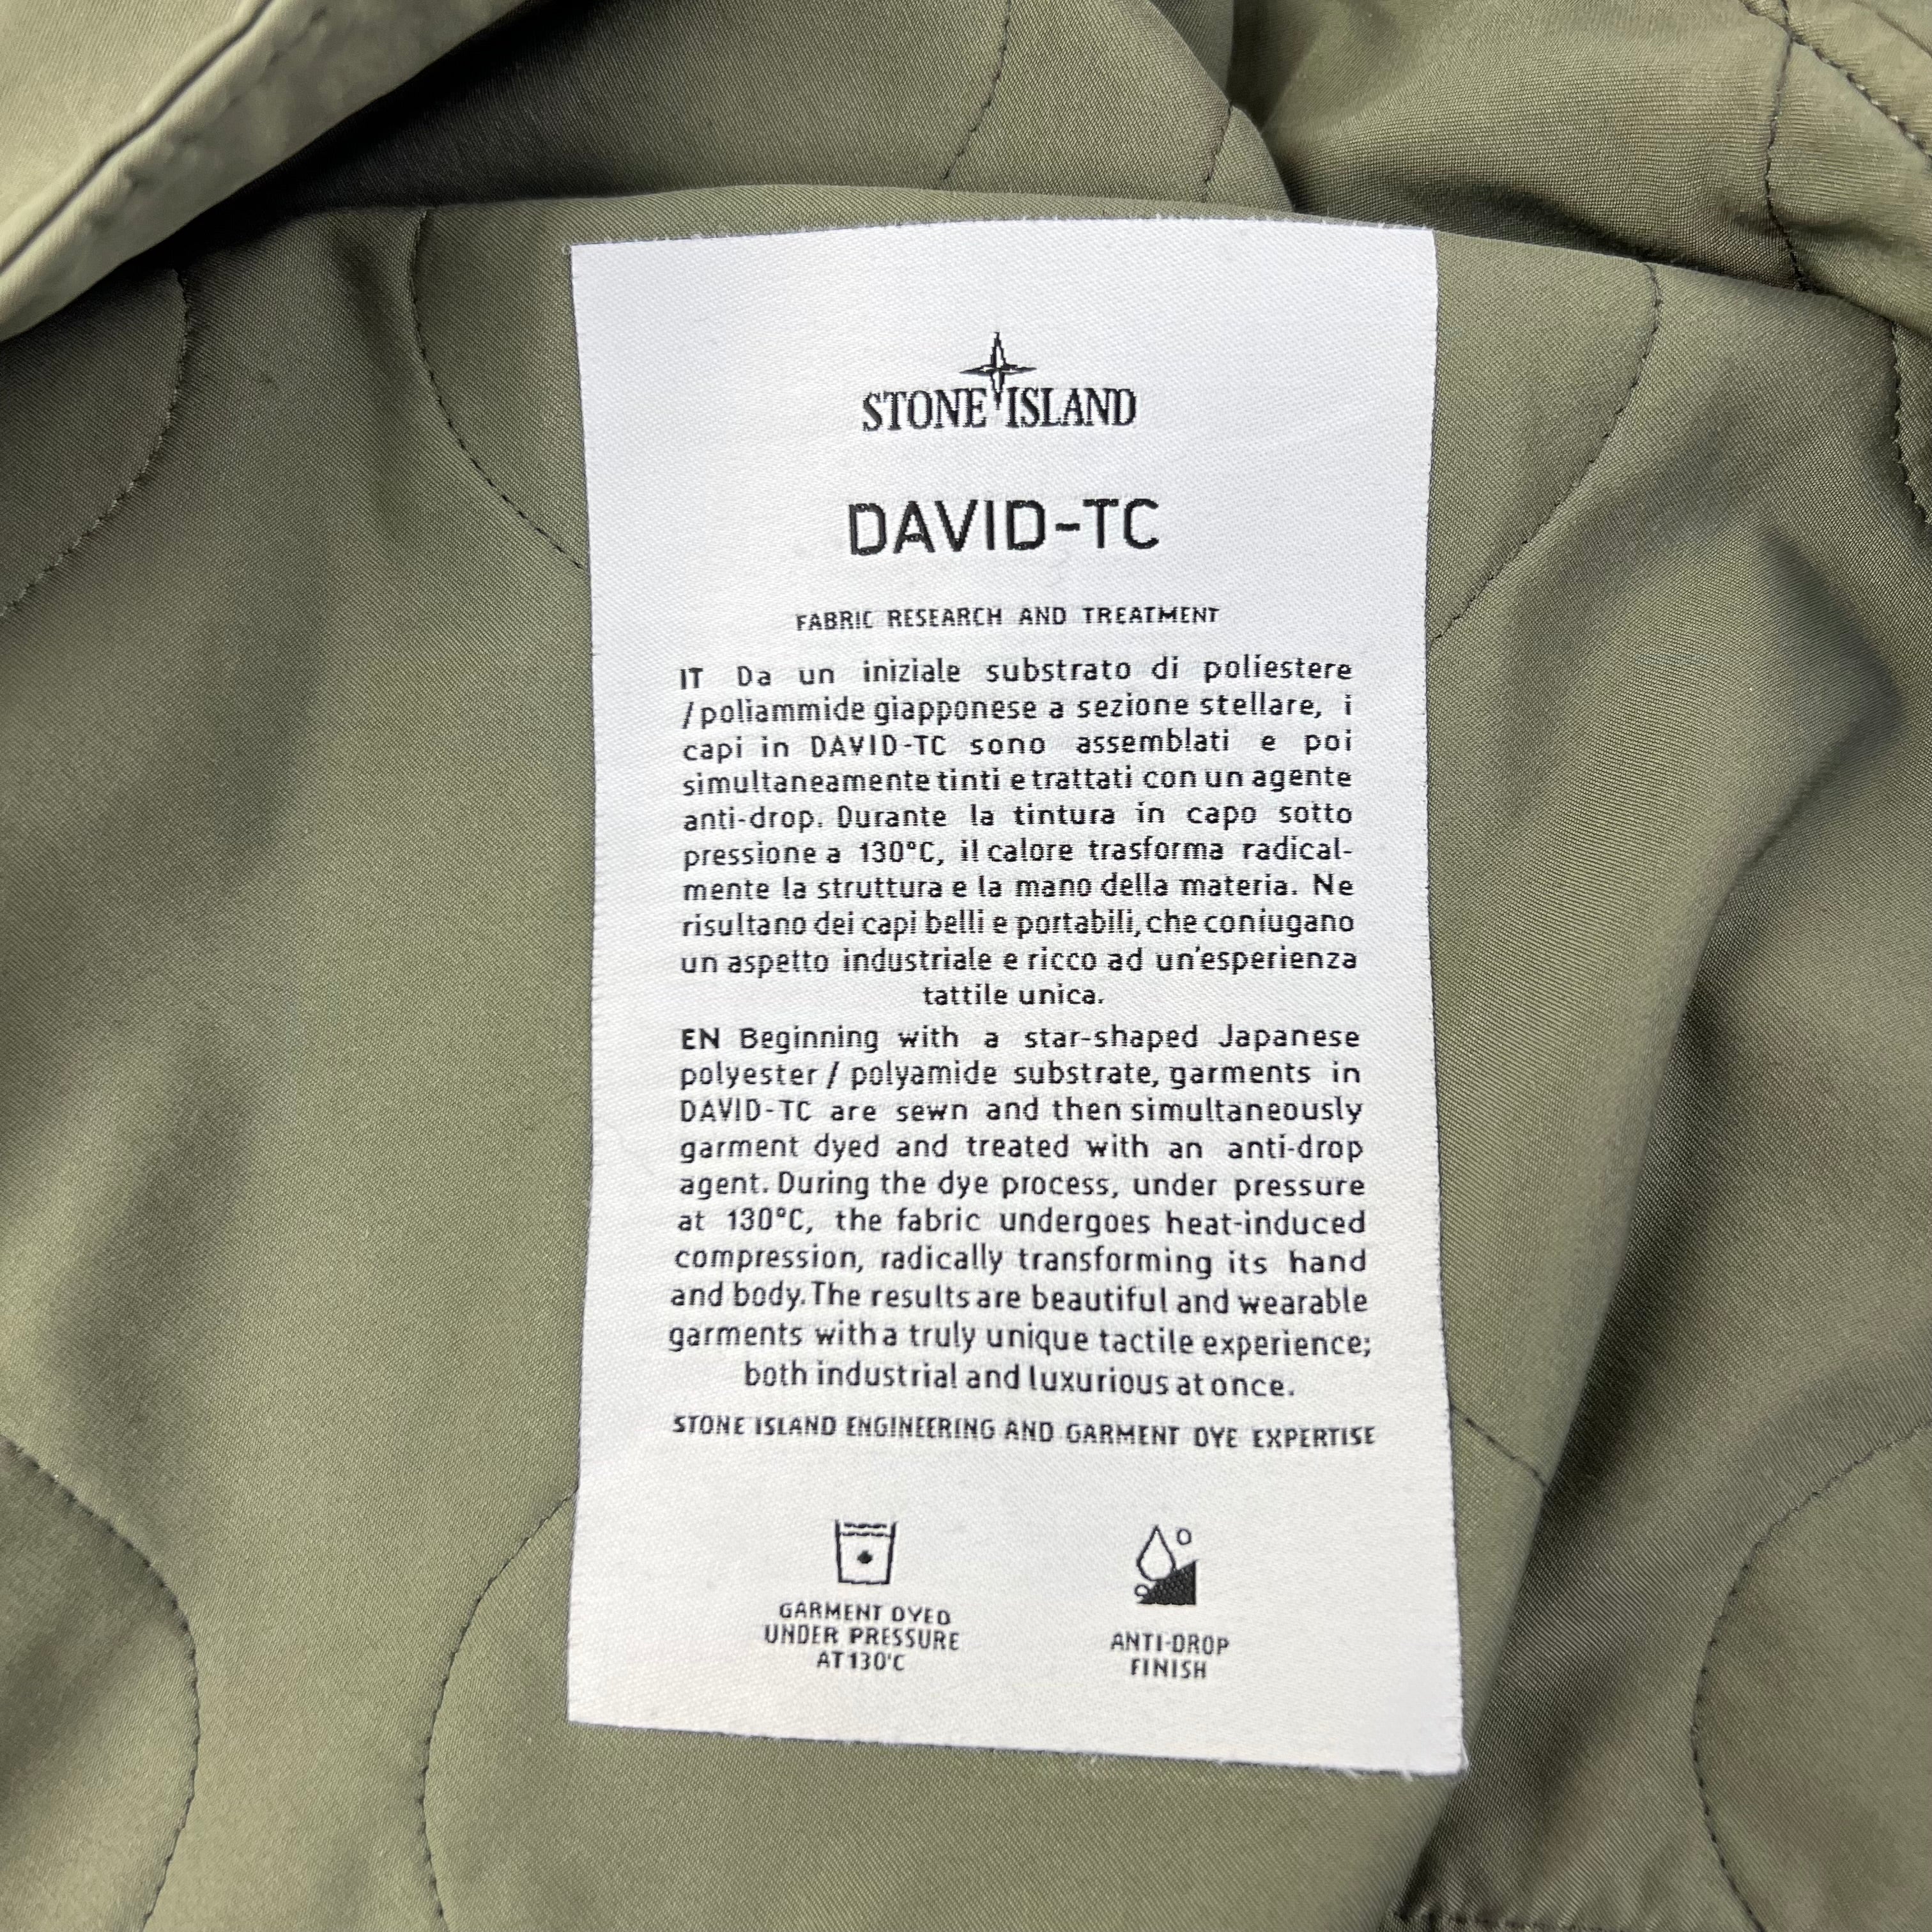 STONE ISLAND
DAVID-TC
FABRIC RESEARCH AND TREATMENT
IT Da un iniziale substrato di poliestere
/poliammide giapponese a sezione stellare, i
capi in DAVID-TC sono assemblati e poi
simultaneamente tinti e trattati con un agente
anti-drop. Durante la tintura in capo sotto
pressione a 130°C, il calore trasforma radical-
mente la struttura e la mano della materia. Ne
risultano dei capi belli e portabili, che coniugano
un aspetto industriale e ricco ad un'esperienza
tattile unica.
EN Beginning with a star-shaped Japanese
polyester / polyamide substrate, garments in
DAVID-TC are sewn and then simultaneously
garment dyed and treated with an anti-drop
agent. During the dye process, under pressure
at 130°C, the fabric undergoes heat-induced
compression, radically transforming its hand
and body. The results are beautiful and wearable
garments with a truly unique tactile experience;
both industrial and luxurious at once.
STONE ISLAND ENGINEERING AND GARMENT DYE EXPERTISE
GARMENT DYED
UNDER PRESSURE
AT 130°C
ANTI-DROP
FINISH